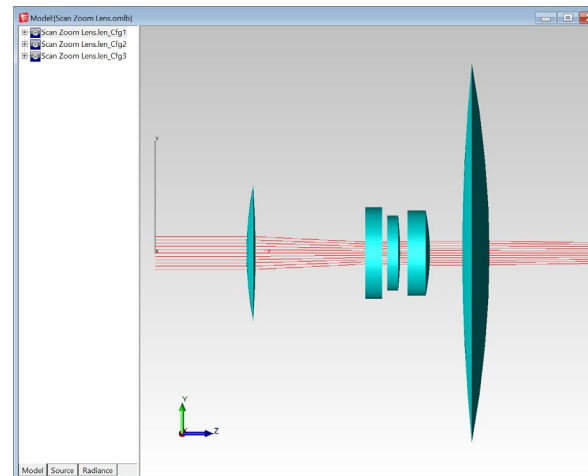 Model:[Scan Zoom Lens.omlb]
Scan Zoom Lens.len_Cfg1
Scan Zoom Lens.len_Cfg2
Scan Zoom Lens.len_Cfg3
Y
X
Z
Y
Z
Model Source Radiance